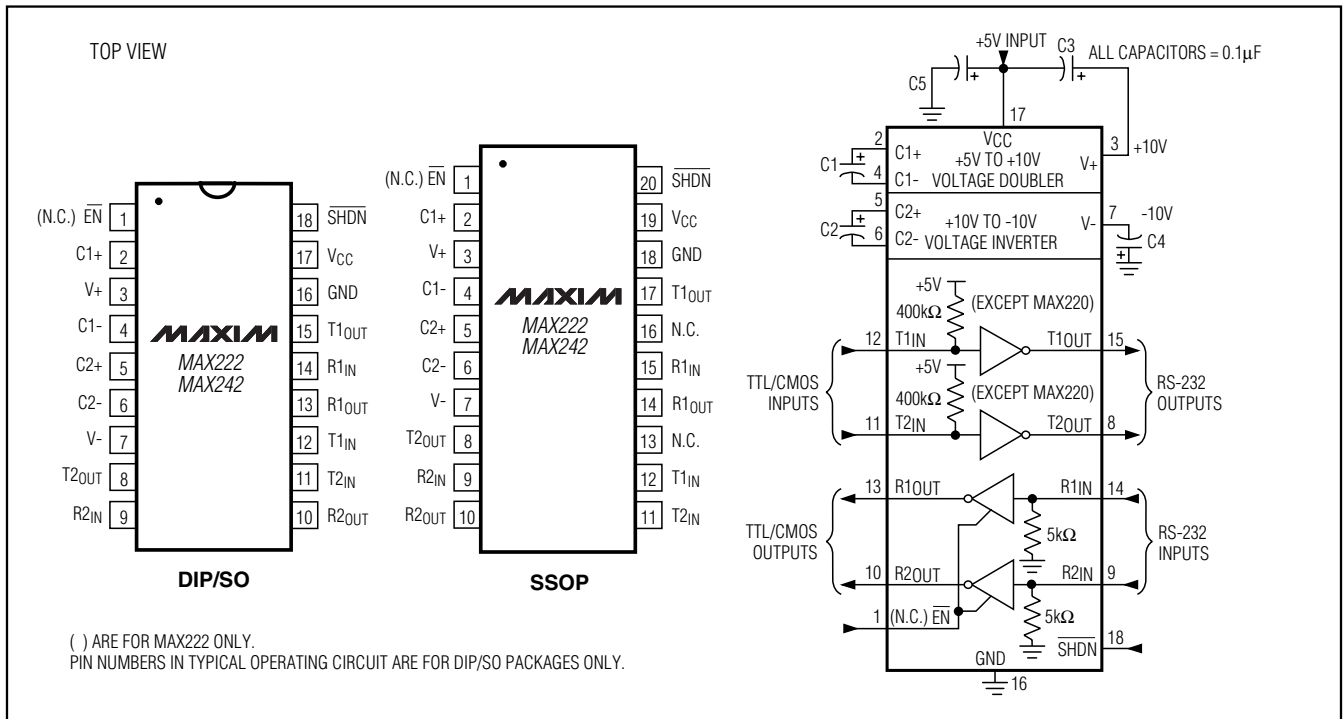 TOP VIEW
(N.C.) EN 1
C1+ 2
V+ 3
C1- 4
C2+ 5
C2- 6
V- 7
T2OUT 8
R2IN 9
18 SHDN
17 VCC
16 GND
15 T1OUT
14 R1IN
13 R1OUT
12 T1IN
11 T2IN
10 R2OUT
MAXIM
MAX222
MAX242
DIP/SO
(N.C.) EN 1
C1+ 2
V+ 3
C1- 4
C2+ 5
C2- 6
V- 7
T2OUT 8
R2IN 9
R2OUT 10
20 SHDN
19 VCC
18 GND
17 T1OUT
16 N.C.
15 R1IN
14 R1OUT
13 N.C.
12 T1IN
11 T2IN
MAXIM
MAX222
MAX242
SSOP
( ) ARE FOR MAX222 ONLY.
PIN NUMBERS IN TYPICAL OPERATING CIRCUIT ARE FOR DIP/SO PACKAGES ONLY.
+5V INPUT
C3
ALL CAPACITORS = 0.1μF
C5
+
+
17
VCC
2
C1+
+5V TO +10V
VOLTAGE DOUBLER
V+
3
+10V
C1
+
4
C1-
5
C2+
+10V TO -10V
VOLTAGE INVERTER
V-
7
-10V
C2
+
6
C2-
C4
+
+5V
400kΩ
(EXCEPT MAX220)
12
T1IN
T1OUT
15
TTL/CMOS
INPUTS
+5V
400kΩ
(EXCEPT MAX220)
RS-232
OUTPUTS
11
T2IN
T2OUT
8
13
R1OUT
R1IN
14
TTL/CMOS
OUTPUTS
5kΩ
RS-232
INPUTS
10
R2OUT
R2IN
9
5kΩ
1
(N.C.) EN
SHDN
18
GND
16